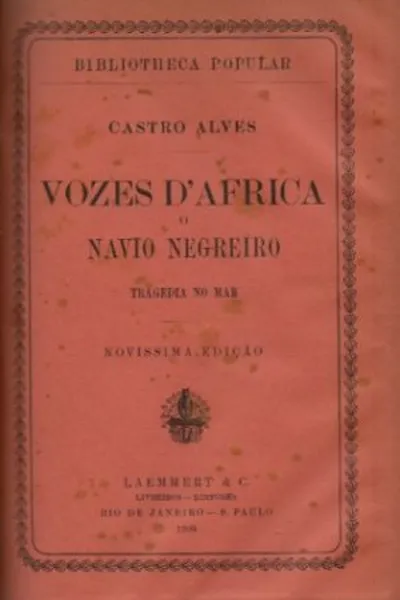 BIBLIOTHECA POPULAR
CASTRO ALVES
VOZES D'AFRICA
O
NAVIO NEGREIRO
TRAGEDIA NO MAR
NOVISSIMA EDIÇÃO
LAEMMERT & C.
LIVREIROS — EDITORES
RIO DE JANEIRO — S. PAULO